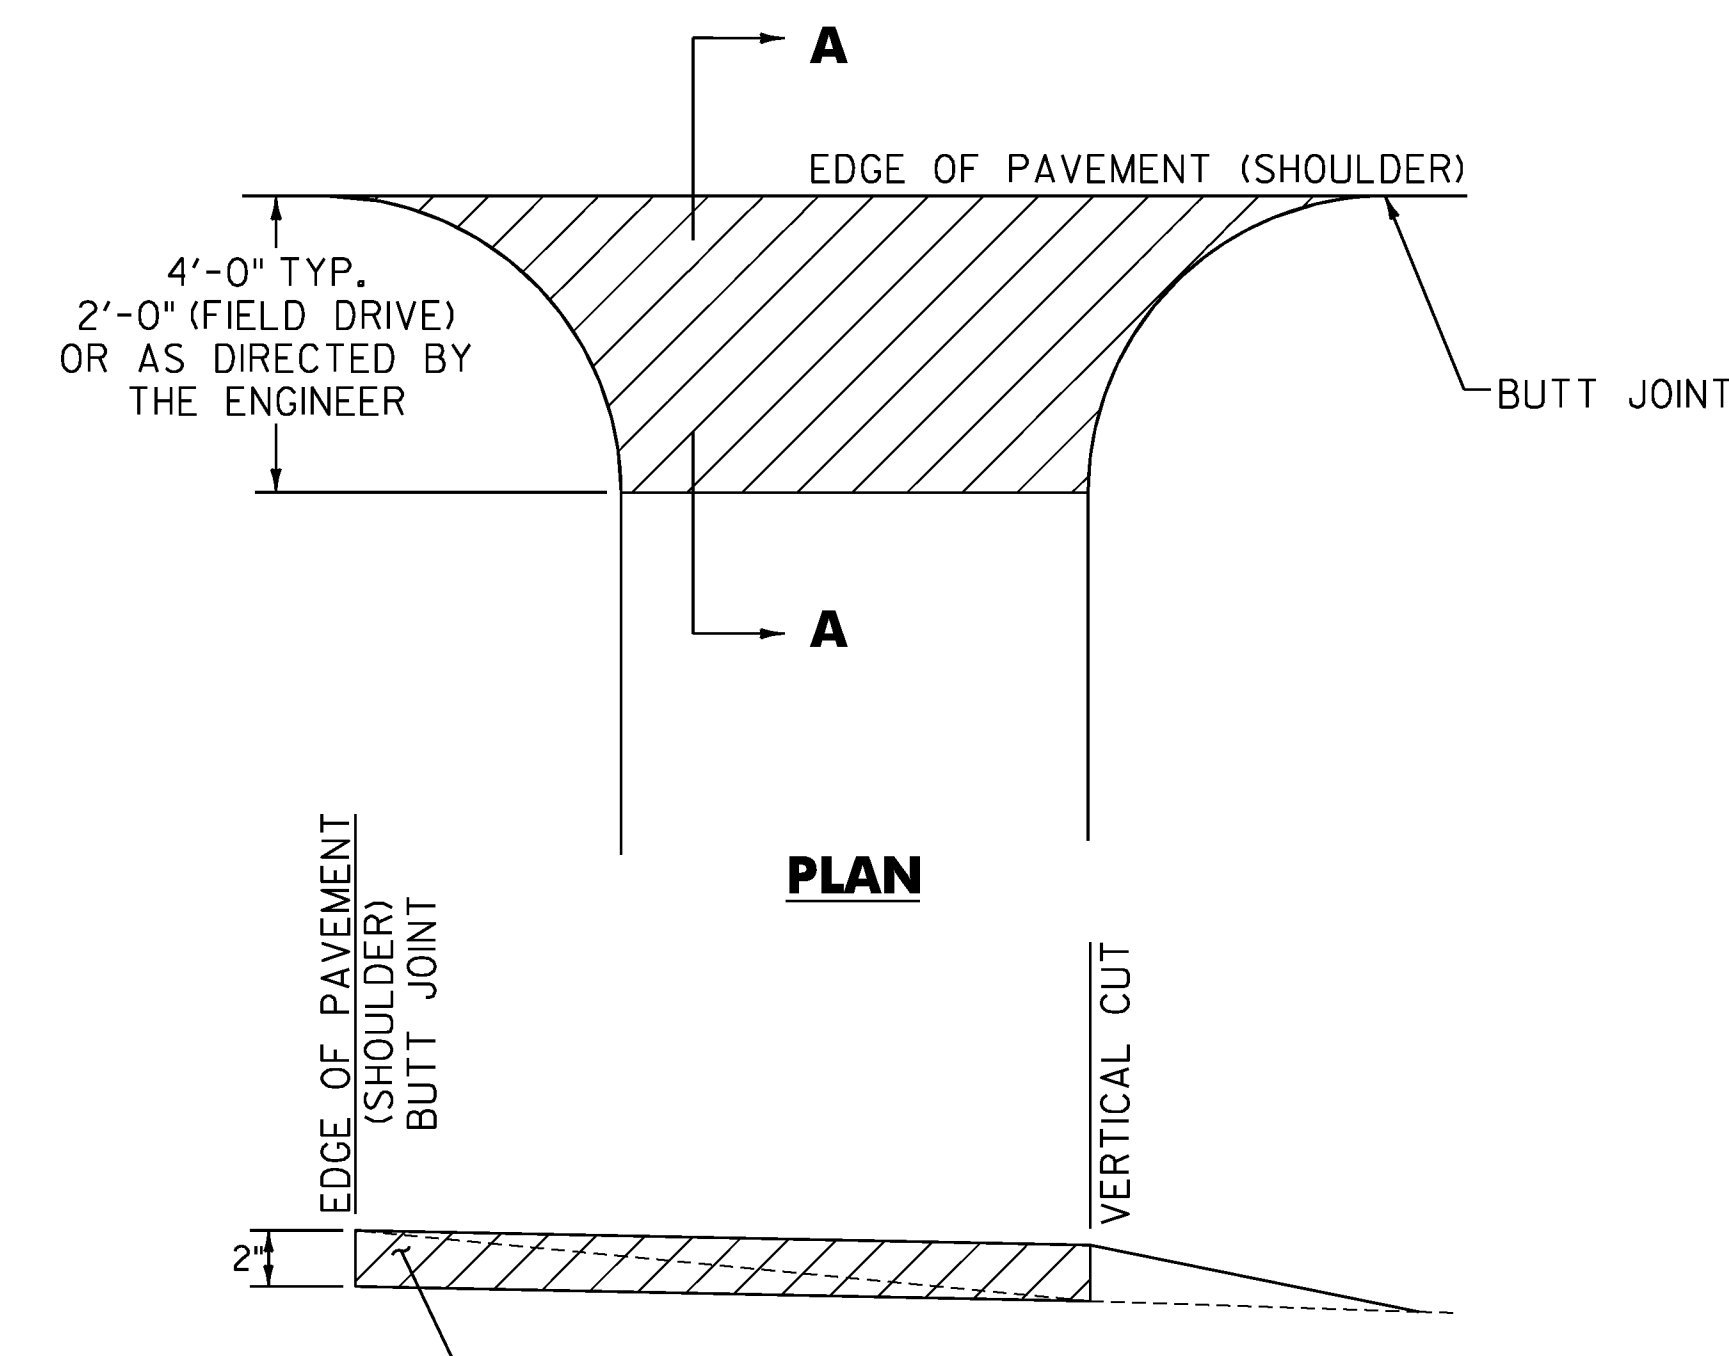 A
EDGE OF PAVEMENT (SHOULDER)
4'-0" TYP.
2'-0" (FIELD DRIVE)
OR AS DIRECTED BY
THE ENGINEER
BUTT JOINT
A
PLAN
EDGE OF PAVEMENT
(SHOULDER)
BUTT JOINT
VERTICAL CUT
2"